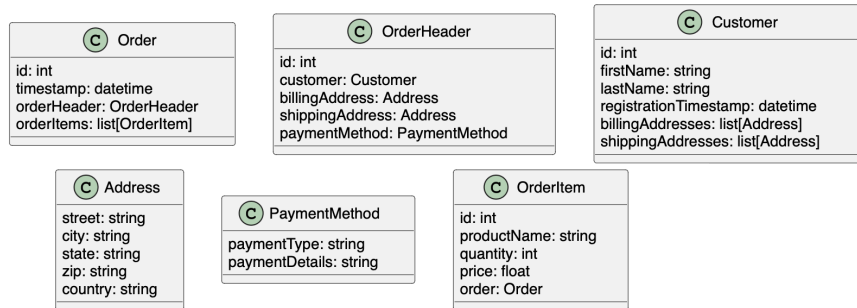 C Order
id: int
timestamp: datetime
orderHeader: OrderHeader
orderItems: list[OrderItem]
C OrderHeader
id: int
customer: Customer
billingAddress: Address
shippingAddress: Address
paymentMethod: PaymentMethod
C Customer
id: int
firstName: string
lastName: string
registrationTimestamp: datetime
billingAddresses: list[Address]
shippingAddresses: list[Address]
C Address
street: string
city: string
state: string
zip: string
country: string
C PaymentMethod
paymentType: string
paymentDetails: string
C OrderItem
id: int
productName: string
quantity: int
price: float
order: Order